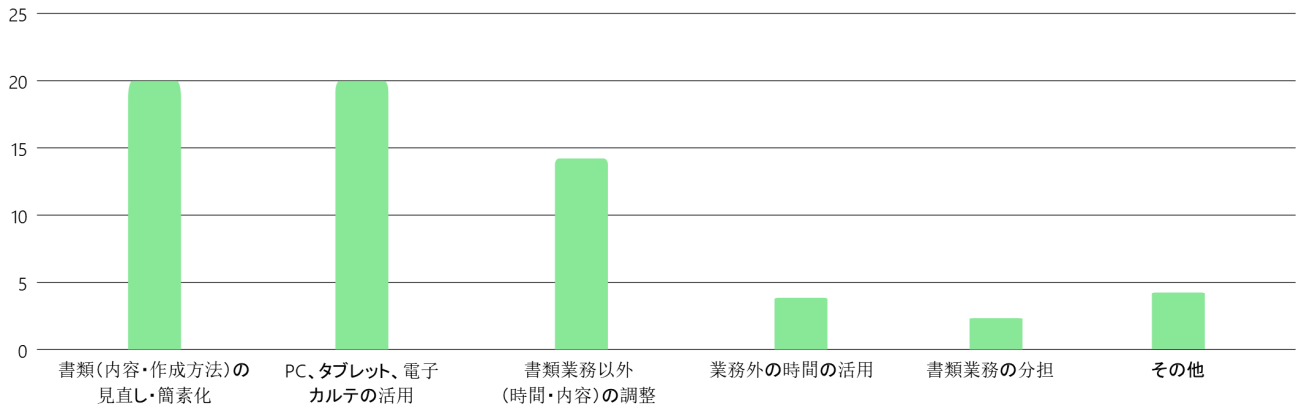 25
20
15
10
5
0
書類(内容・作成方法)の
見直し・簡素化
PC、タブレット、電子
カルテの活用
書類業務以外
(時間・内容)の調整
業務外の時間の活用
書類業務の分担
その他